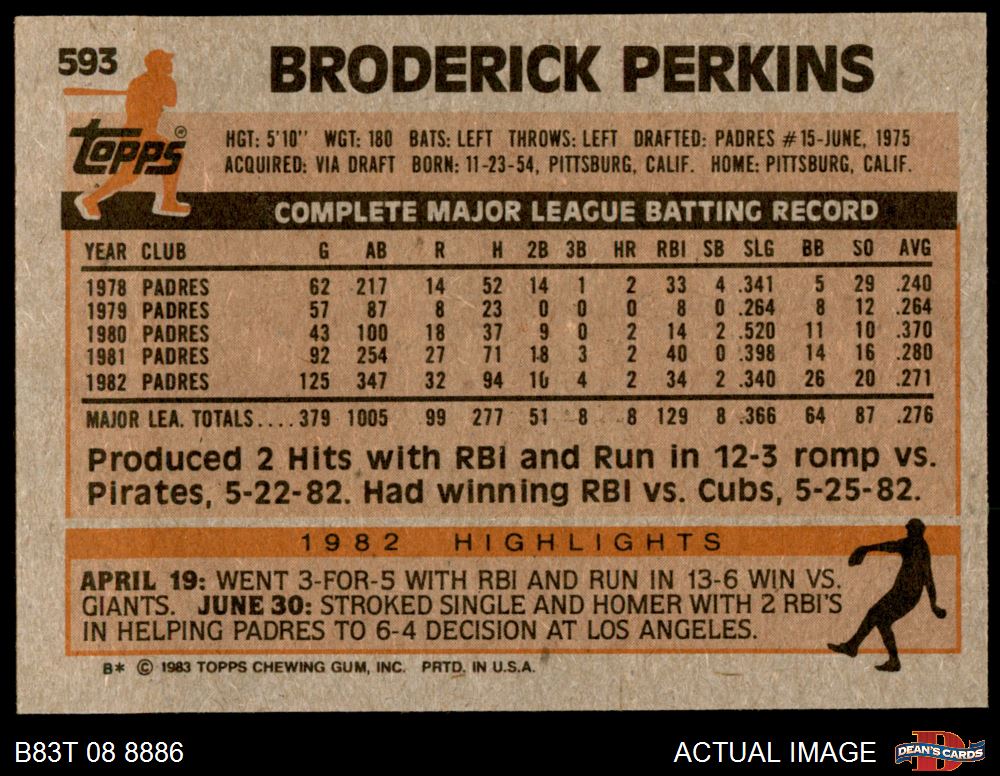 593 BRODERICK PERKINS
Topps®
HGT: 5'10" WGT: 180 BATS: LEFT THROWS: LEFT DRAFTED: PADRES #15-JUNE, 1975
ACQUIRED: VIA DRAFT BORN: 11-23-54, PITTSBURG, CALIF. HOME: PITTSBURG, CALIF.
COMPLETE MAJOR LEAGUE BATTING RECORD
YEAR CLUB G AB R H 2B 3B HR RBI SB SLG BB SO AVG
1978 PADRES 62 217 14 52 14 1 2 33 4 .341 5 29 .240
1979 PADRES 57 87 8 23 0 0 0 8 0 .264 8 12 .264
1980 PADRES 43 100 18 37 9 0 2 14 2 .520 11 10 .370
1981 PADRES 92 254 27 71 18 3 2 40 0 .398 14 16 .280
1982 PADRES 125 347 32 94 10 4 2 34 2 .340 26 20 .271
MAJOR LEA. TOTALS.... 379 1005 99 277 51 8 8 129 8 .366 64 87 .276
Produced 2 Hits with RBI and Run in 12-3 romp vs.
Pirates, 5-22-82. Had winning RBI vs. Cubs, 5-25-82.
1982 HIGHLIGHTS
APRIL 19: WENT 3-FOR-5 WITH RBI AND RUN IN 13-6 WIN VS.
GIANTS. JUNE 30: STROKED SINGLE AND HOMER WITH 2 RBI'S
IN HELPING PADRES TO 6-4 DECISION AT LOS ANGELES.
B* © 1983 TOPPS CHEWING GUM, INC. PRTD. IN U.S.A.
B83T 08 8886 ACTUAL IMAGE D DEAN'S CARDS